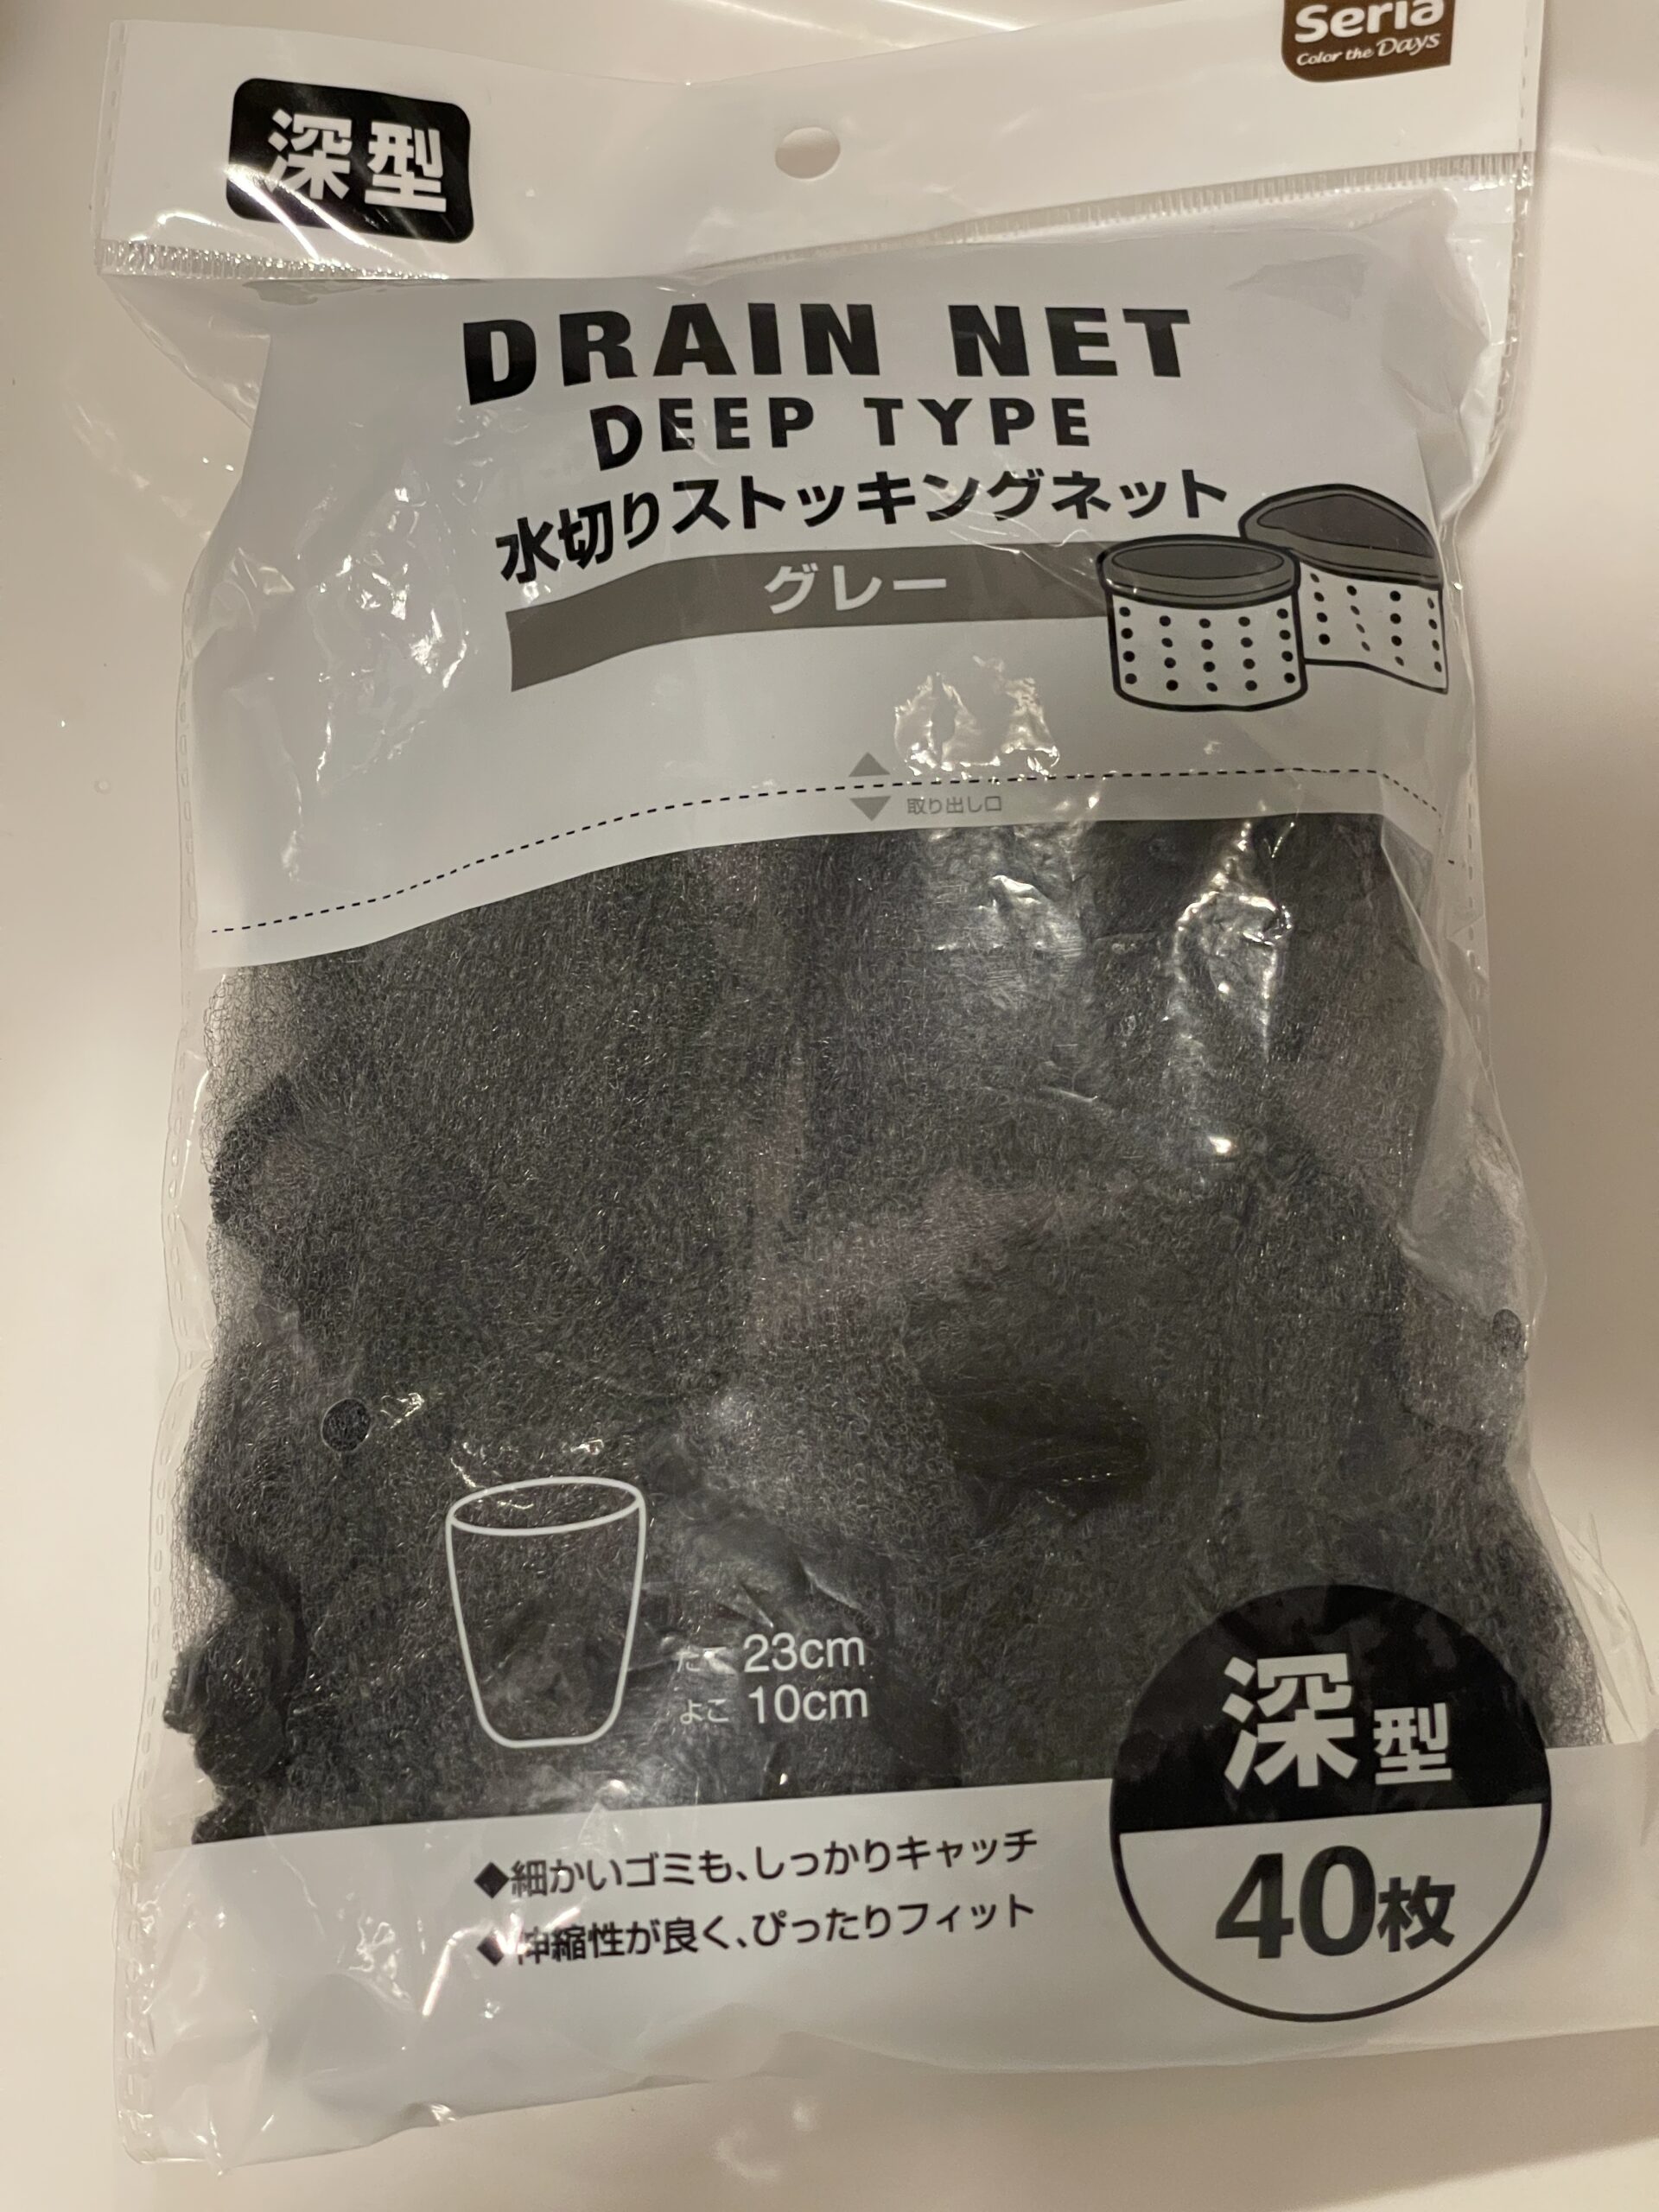 Seria
Color the Days
深型
DRAIN NET
DEEP TYPE
水切りストッキングネット
グレー
取り出し口
たて 23cm
よこ 10cm
深型
40枚
◆細かいゴミも、しっかりキャッチ
◆伸縮性が良く、ぴったりフィット